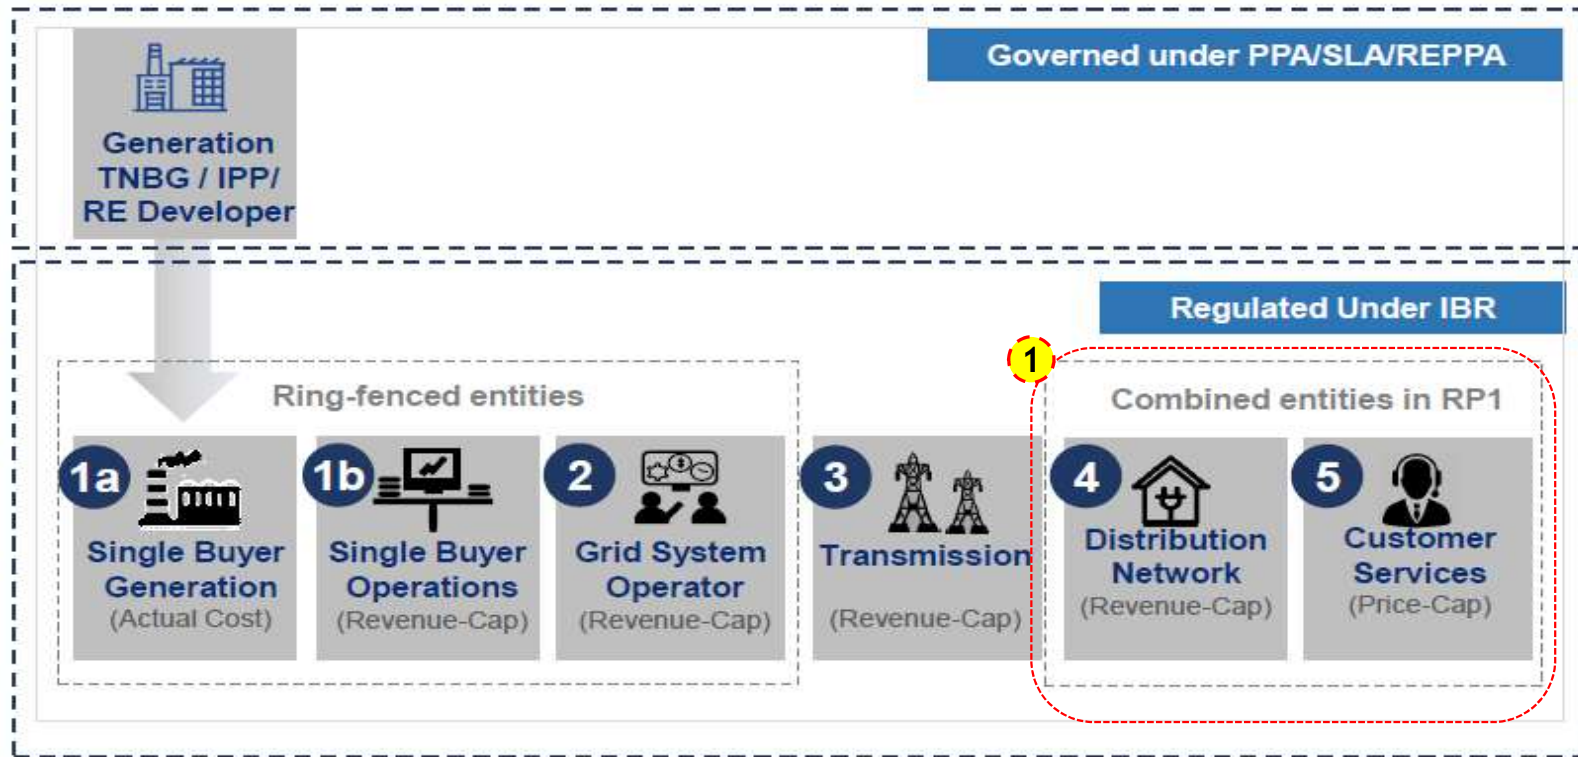 Governed under PPA/SLA/REPPA
Generation
TNBG / IPP/
RE Developer
Regulated Under IBR
1
Ring-fenced entities
Combined entities in RP1
1a
Single Buyer
Generation
(Actual Cost)
1b
Single Buyer
Operations
(Revenue-Cap)
2
Grid System
Operator
(Revenue-Cap)
3
Transmission
(Revenue-Cap)
4
Distribution
Network
(Revenue-Cap)
5
Customer
Services
(Price-Cap)